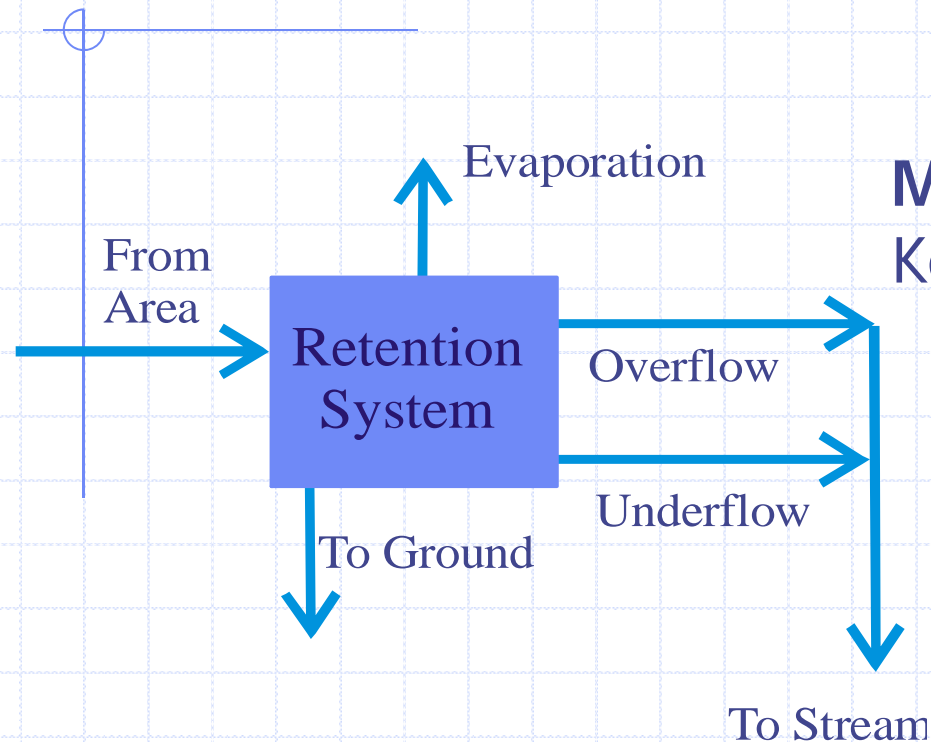 Evaporation
From
Area
Retention
System
Overflow
Underflow
To Ground
To Stream